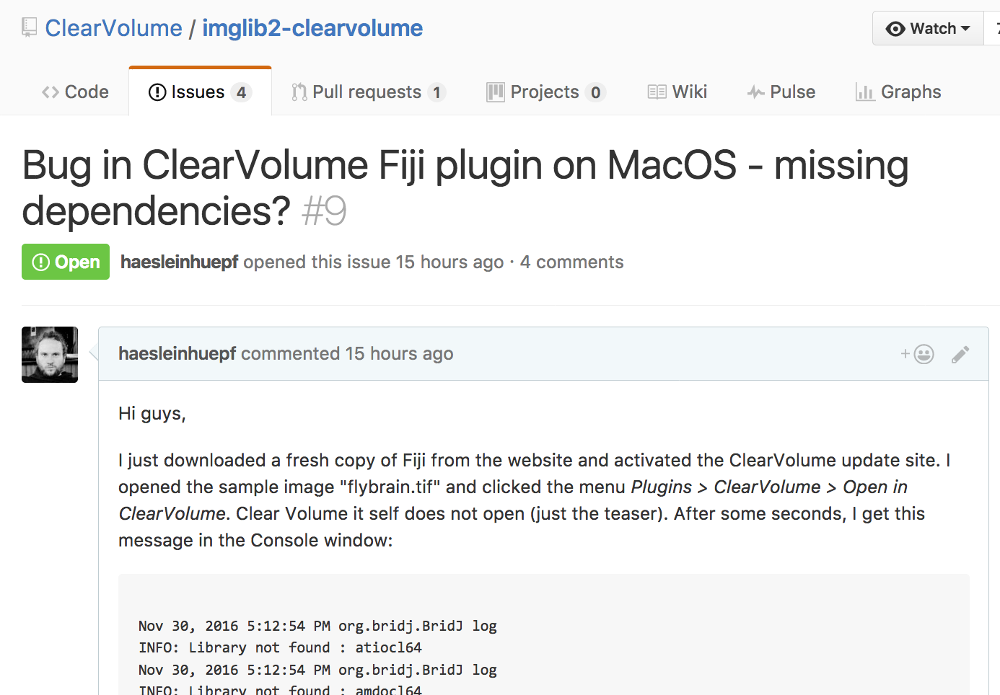 ClearVolume / imglib2-clearvolume
Watch
Code
Issues 4
Pull requests 1
Projects 0
Wiki
Pulse
Graphs
Bug in ClearVolume Fiji plugin on MacOS - missing
dependencies? #9
Open haesleinhuepf opened this issue 15 hours ago · 4 comments
haesleinhuepf commented 15 hours ago
Hi guys,
I just downloaded a fresh copy of Fiji from the website and activated the ClearVolume update site. I
opened the sample image "flybrain.tif" and clicked the menu Plugins > ClearVolume > Open in
ClearVolume. Clear Volume it self does not open (just the teaser). After some seconds, I get this
message in the Console window:
Nov 30, 2016 5:12:54 PM org.bridj.BridJ log
INFO: Library not found : atiocl64
Nov 30, 2016 5:12:54 PM org.bridj.BridJ log
INFO: Library not found : amdocl64